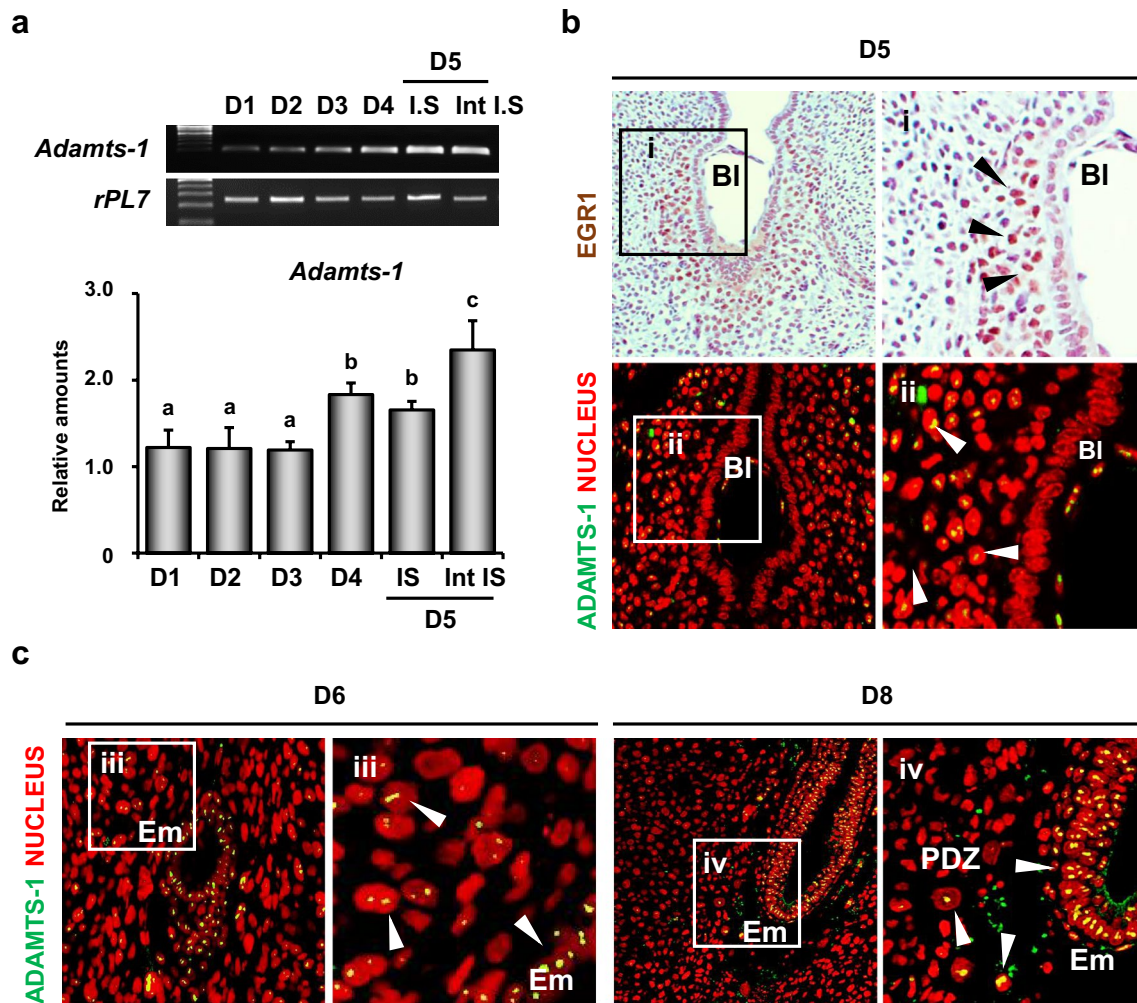 a
D5
D1 D2 D3 D4 I.S Int I.S
Adamts-1
rPL7
Adamts-1
Relative amounts
3.0
2.0
1.0
0
a
a
a
b
b
c
D1 D2 D3 D4 IS Int IS
D5
b
D5
EGR1
i
Bl
i
Bl
ADAMTS-1 NUCLEUS
ii
Bl
ii
Bl
c
D6
D8
ADAMTS-1 NUCLEUS
iii
Em
iii
Em
iv
Em
iv
PDZ
Em